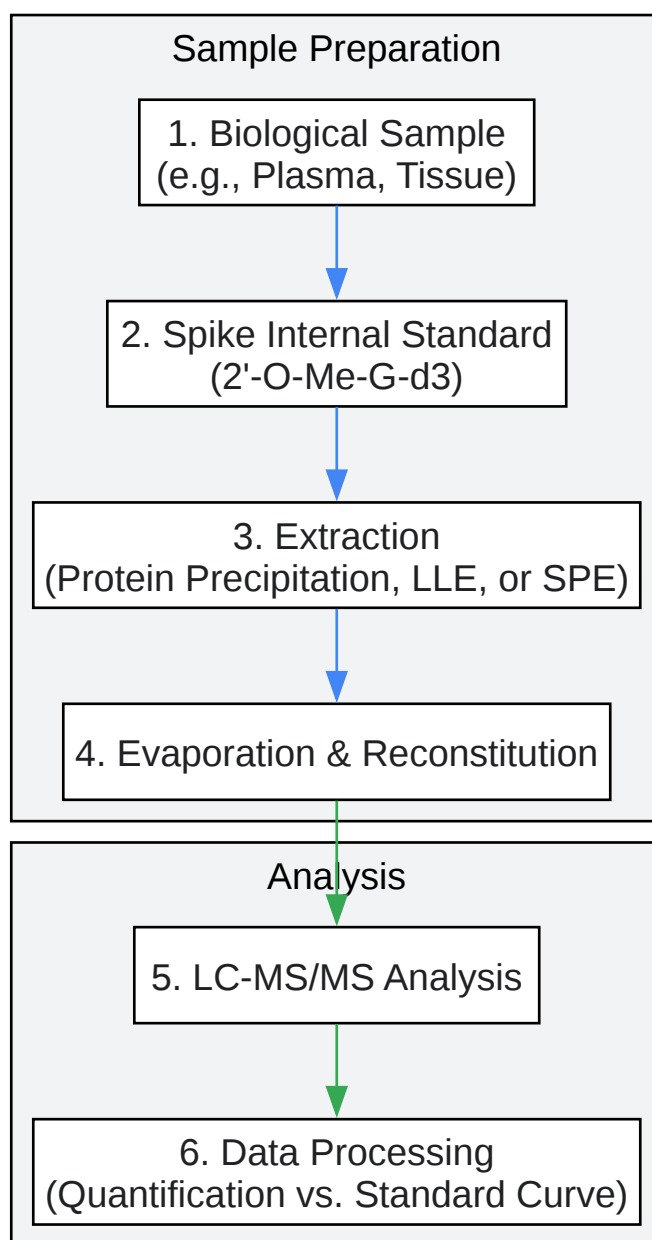 Sample Preparation
1. Biological Sample
(e.g., Plasma, Tissue)
2. Spike Internal Standard
(2'-O-Me-G-d3)
3. Extraction
(Protein Precipitation, LLE, or SPE)
4. Evaporation & Reconstitution
Analysis
5. LC-MS/MS Analysis
6. Data Processing
(Quantification vs. Standard Curve)